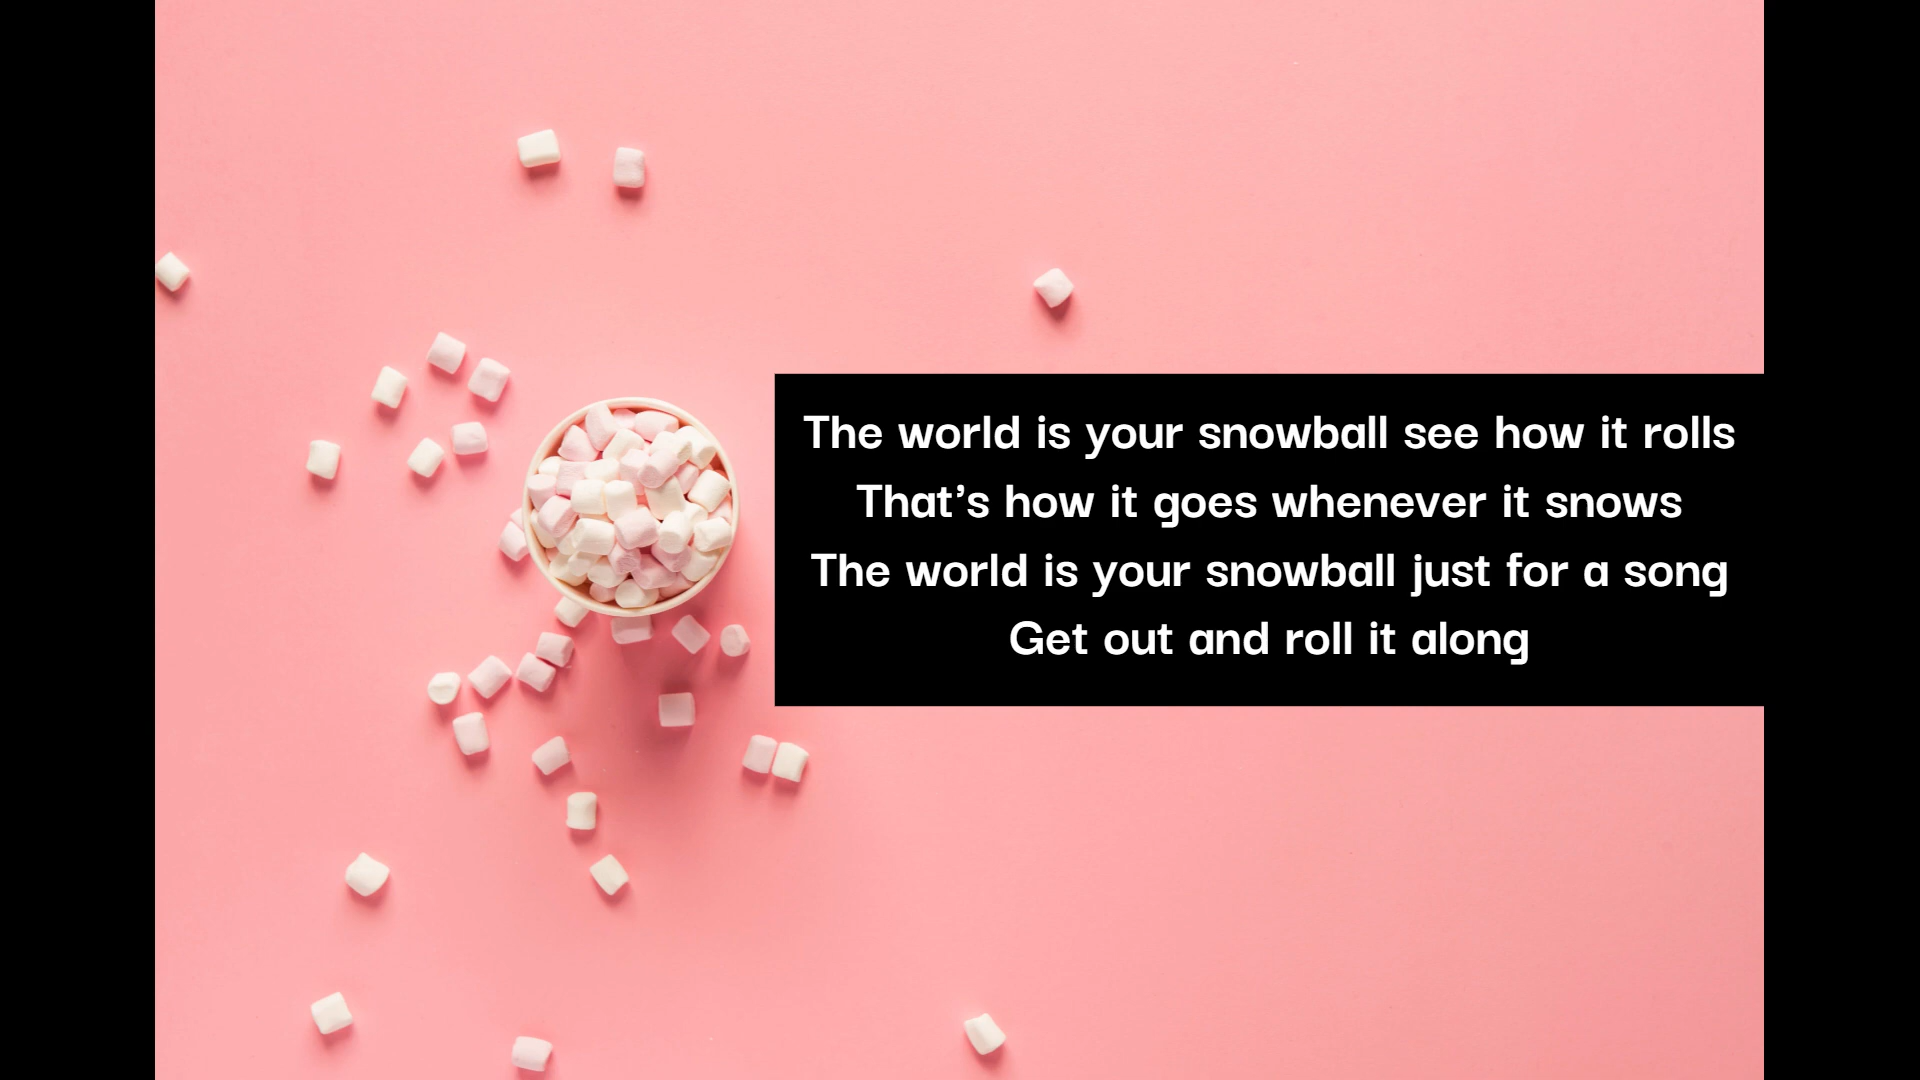 The world is your snowball see how it rolls
That’s how it goes whenever it snows
The world is your snowball just for a song
Get out and roll it along